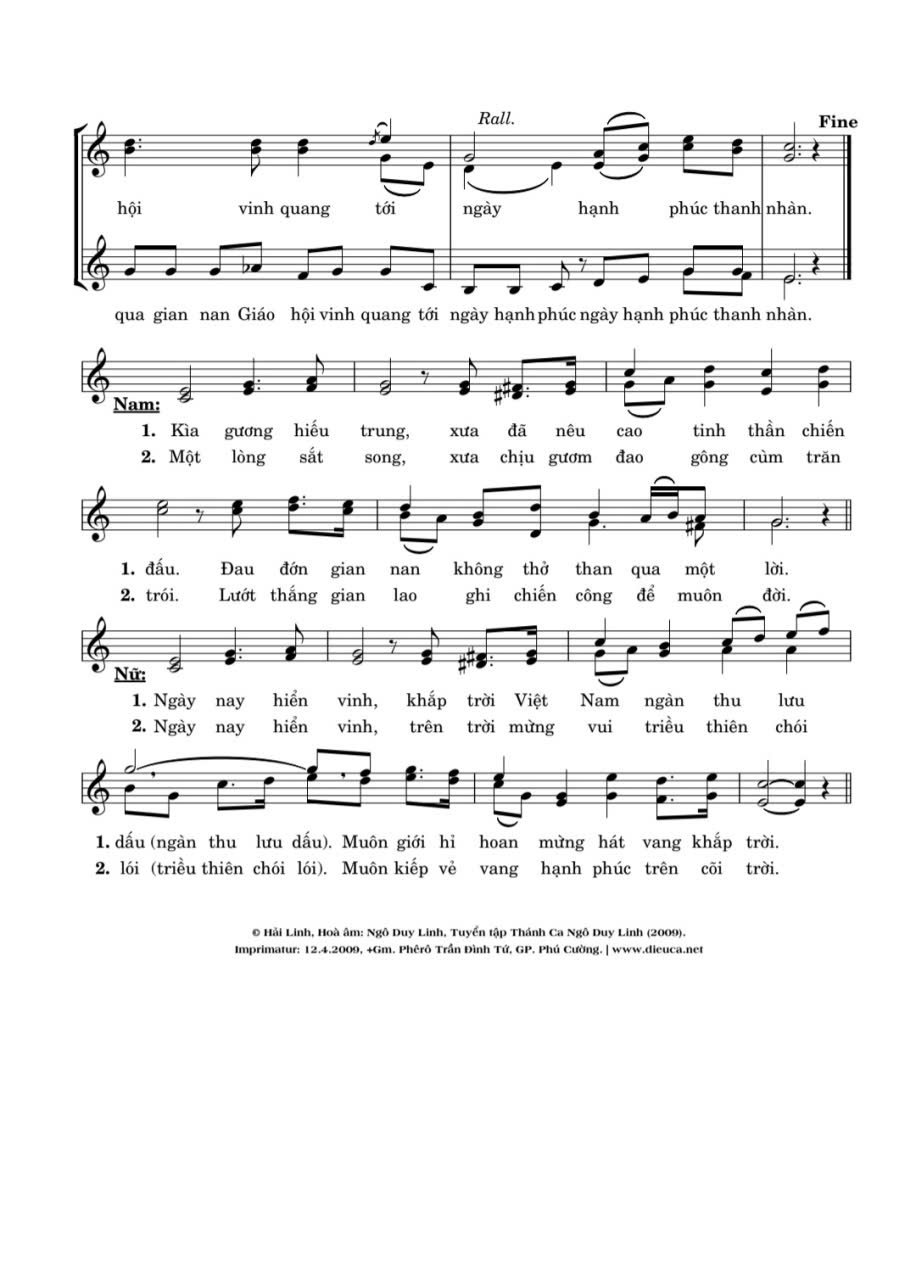 Rall.
Fine
hội vinh quang tới ngày hạnh phúc thanh nhàn.
qua gian nan Giáo hội vinh quang tới ngày hạnh phúc ngày hạnh phúc thanh nhàn.
Nam:
1. Kìa gương hiếu trung, xưa đã nêu cao tinh thần chiến
2. Một lòng sắt song, xưa chịu gươm đao gông cùm trăn
1. đấu. Đau đớn gian nan không thở than qua một lời.
2. trói. Lướt thắng gian lao ghi chiến công để muôn đời.
Nữ:
1. Ngày nay hiển vinh, khắp trời Việt Nam ngàn thu lưu
2. Ngày nay hiển vinh, trên trời mừng vui triều thiên chói
1. dấu (ngàn thu lưu dấu). Muôn giới hỉ hoan mừng hát vang khắp trời.
2. lói (triều thiên chói lói). Muôn kiếp vẻ vang hạnh phúc trên cõi trời.
© Hải Linh, Hoà âm: Ngô Duy Linh, Tuyển tập Thánh Ca Ngô Duy Linh (2009).
Imprimatur: 12.4.2009, +Gm. Phêrô Trần Đình Tứ, GP. Phú Cường. | www.dieuca.net